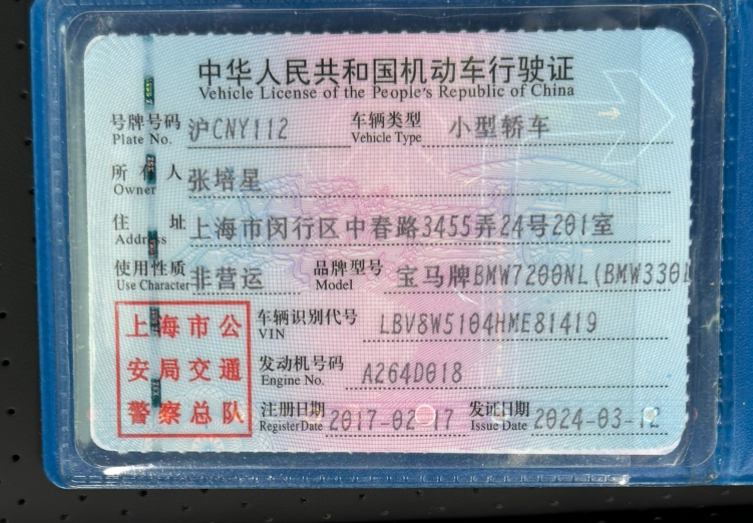 中华人民共和国机动车行驶证
Vehicle License of the People's Republic of China
号牌号码 Plate No. 沪CNY112 车辆类型 Vehicle Type 小型轿车
所有人 Owner 张培星
住址 Address 上海市闵行区中春路3455弄24号201室
使用性质 Use Character 非营运 品牌型号 Model 宝马牌BMW7200NL(BMW330L
上海市公安局交通警察总队
车辆识别代号 VIN LBV8W5104HME81419
发动机号码 Engine No. A264D018
注册日期 Register Date 2017-02-17 发证日期 Issue Date 2024-03-12